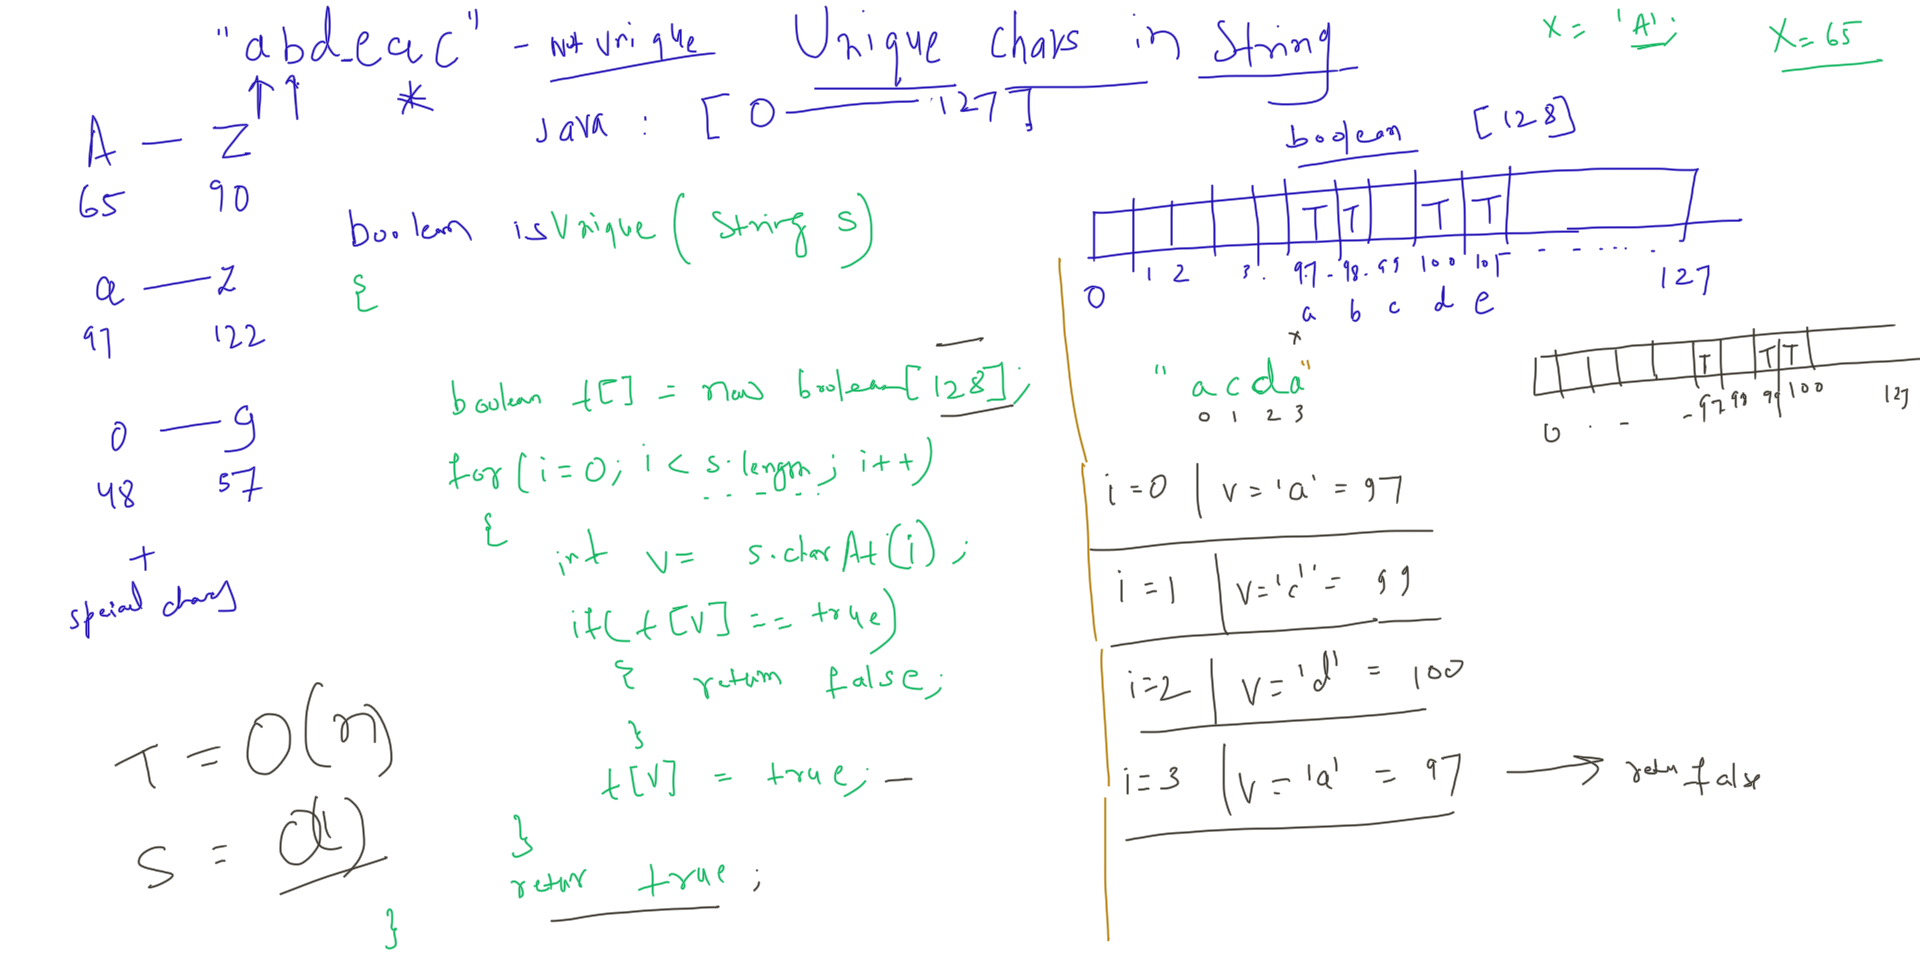 "abdeac" - Not Unique
Unique Chars in String
x = 'A';
X = 65
Java : [0 — 127]
A — Z
65 90
a — z
97 122
0 — 9
48 57
+
special chars
T = O(n)
S = O(1)
boolean isUnique( String s)
{
boolean t[] = new boolean[128];
for(i=0; i < s.length; i++)
{
int v = s.charAt(i);
if( t[v] == true)
{ return false;
}
t[v] = true;
}
retur true ;
}
boolean [128]
T T T T
0 1 2 3. 97 - 98. 99 100 101 - - ..... 127
a b c d e
x
"acda"
0 1 2 3
T T T
0 . - - 97 98 99 100 127
i=0 | v = 'a' = 97
i=1 | v='c' = 99
i=2 | v='d' = 100
i=3 | v='a' = 97 → false